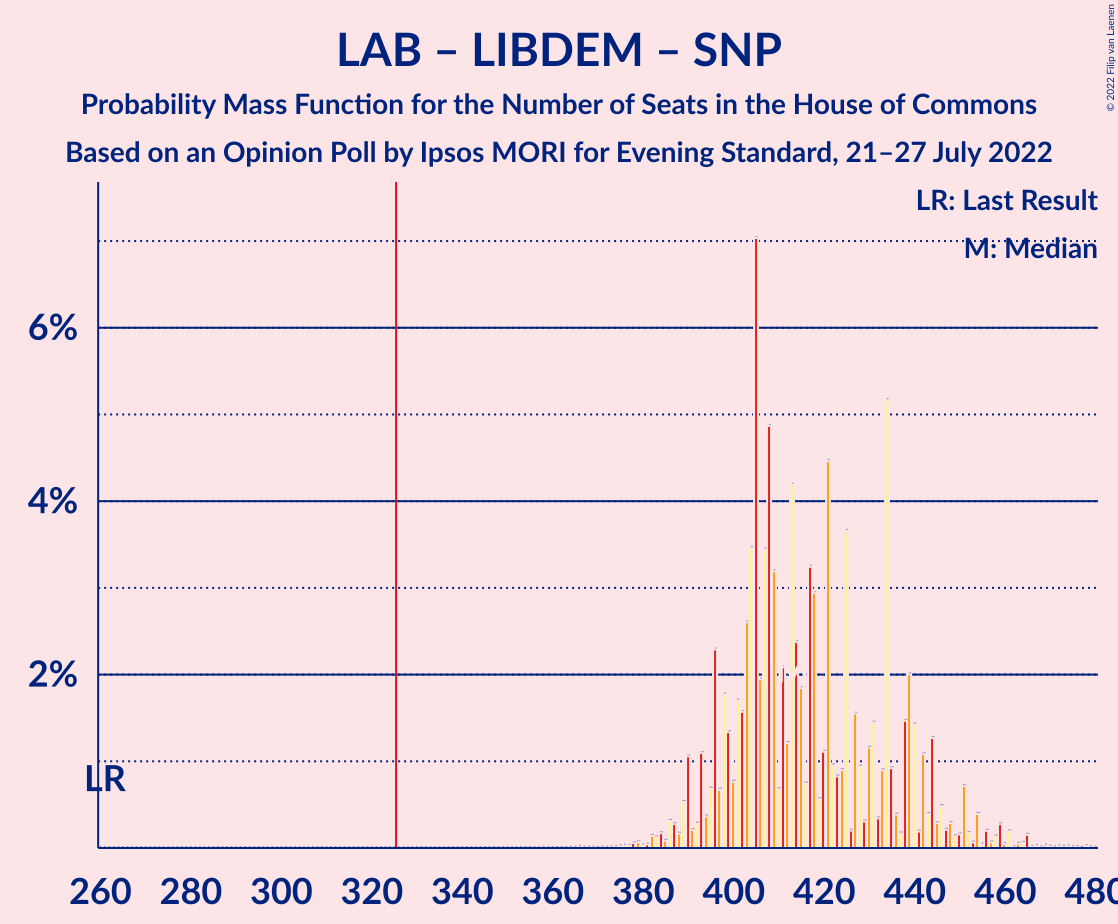 LAB – LIBDEM – SNP
Probability Mass Function for the Number of Seats in the House of Commons
Based on an Opinion Poll by Ipsos MORI for Evening Standard, 21–27 July 2022
© 2022 Filip van Laenen
LR: Last Result
M: Median
6%
4%
2%
LR
260 280 300 320 340 360 380 400 420 440 460 480